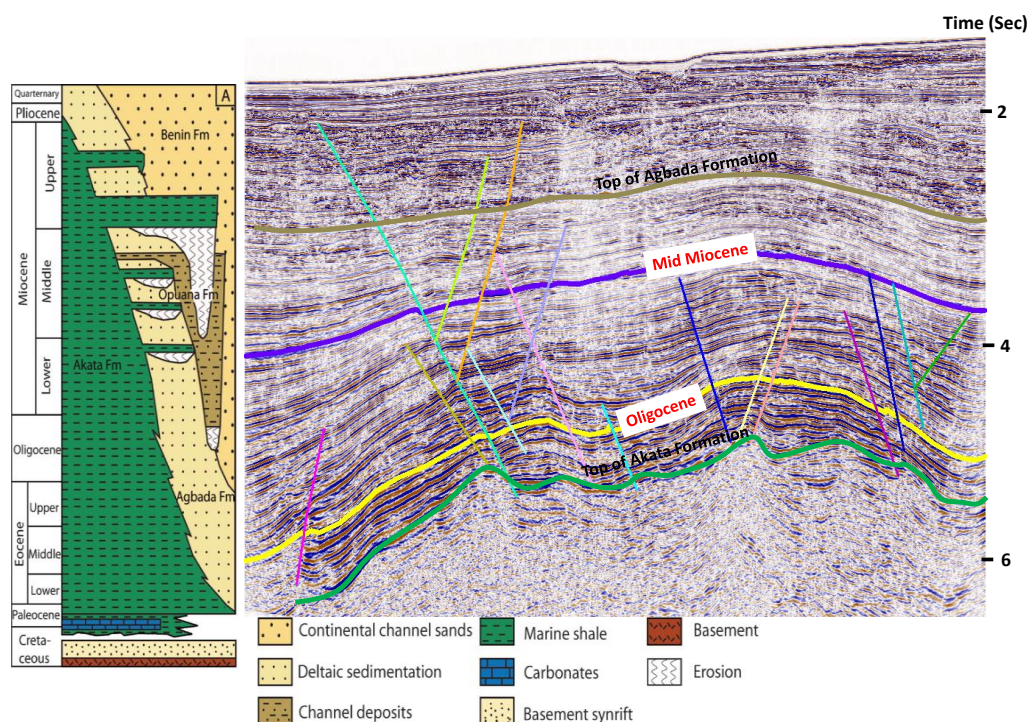 Time (Sec)
Quarternary
A
Pliocene
Benin Fm
2
Upper
Top of Agbada Formation
Miocene
Middle
Mid Miocene
Opuana Fm
4
Akata Fm
Lower
Oligocene
Oligocene
Top of Akata Formation
Agbada Fm
Upper
Eocene
Middle
6
Lower
Paleocene
Creta-
ceous
Continental channel sands
Marine shale
Basement
Deltaic sedimentation
Carbonates
Erosion
Channel deposits
Basement synrift